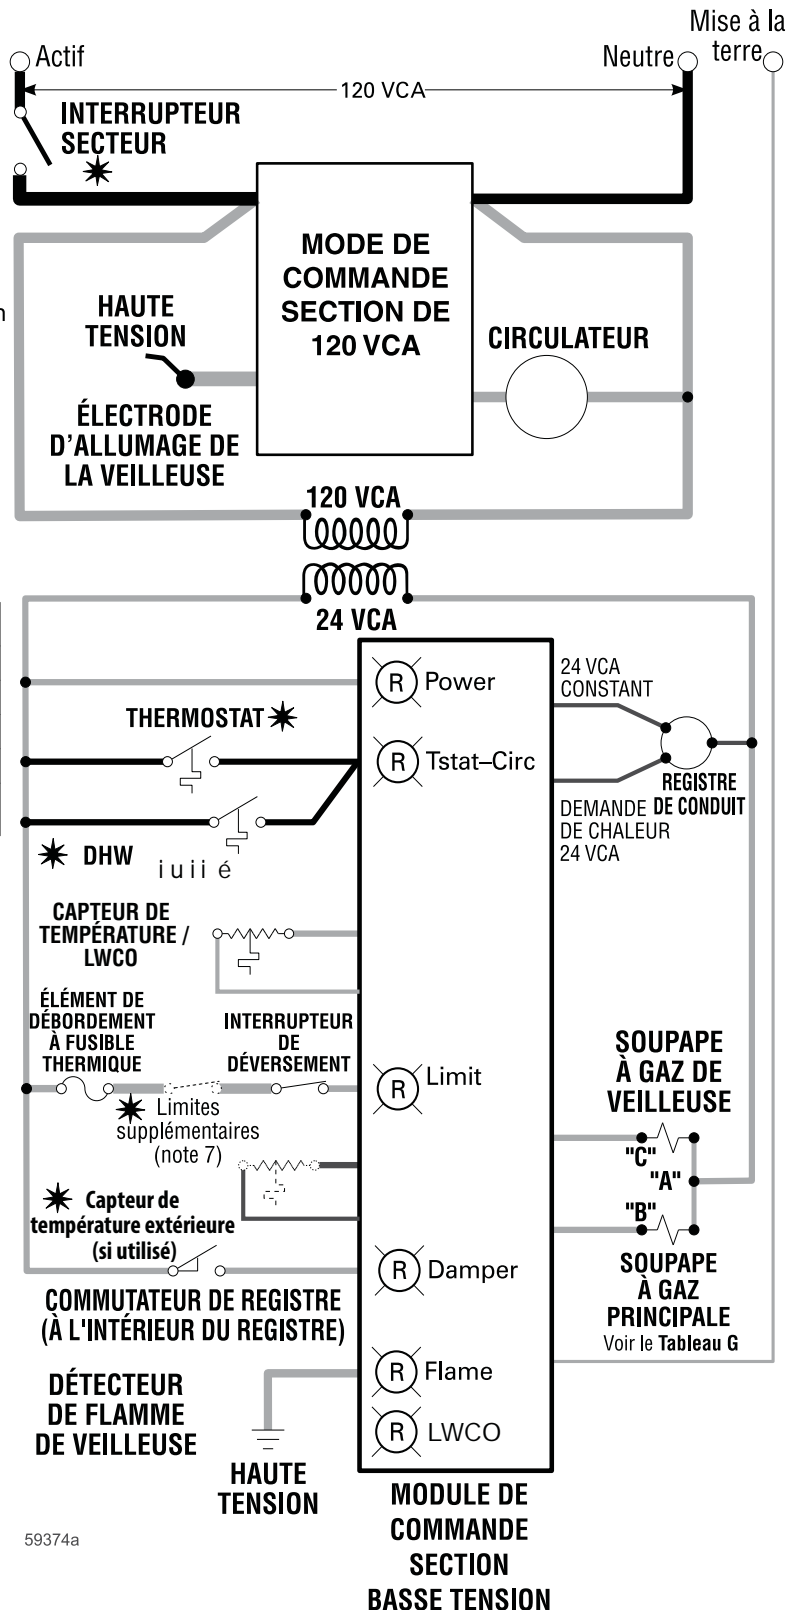 Mise à la
terre
Actif
Neutre
120 VCA
INTERRUPTEUR
SECTEUR
MODE DE
COMMANDE
SECTION DE
120 VCA
n
HAUTE
TENSION
CIRCULATEUR
ÉLECTRODE
D'ALLUMAGE DE
LA VEILLEUSE
120 VCA
24 VCA
R Power
24 VCA
CONSTANT
THERMOSTAT
R Tstat–Circ
REGISTRE
DE CONDUIT
DEMANDE
DE CHALEUR
24 VCA
DHW
i u i i é
CAPTEUR DE
TEMPÉRATURE /
LWCO
ÉLÉMENT DE
DÉBORDEMENT
À FUSIBLE
THERMIQUE
INTERRUPTEUR
DE
DÉVERSEMENT
R Limit
SOUPAPE
À GAZ DE
VEILLEUSE
Limites
supplémentaires
(note 7)
"C"
"A"
"B"
Capteur de
température extérieure
(si utilisé)
R Damper
SOUPAPE
À GAZ
PRINCIPALE
Voir le Tableau G
COMMUTATEUR DE REGISTRE
(À L'INTÉRIEUR DU REGISTRE)
R Flame
DÉTECTEUR
DE FLAMME
DE VEILLEUSE
R LWCO
HAUTE
TENSION
MODULE DE
COMMANDE
SECTION
BASSE TENSION
59374a